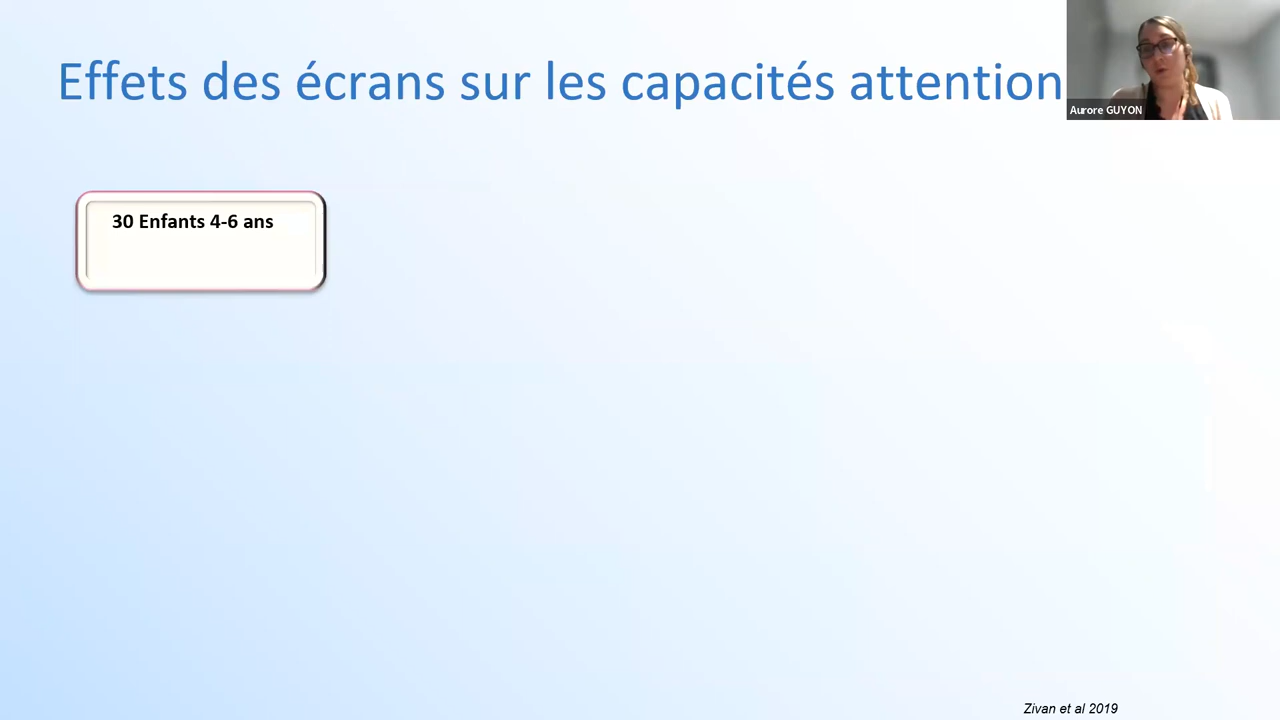 Effets des écrans sur les capacités attention
Aurore GUYON
30 Enfants 4-6 ans
Zivan et al 2019